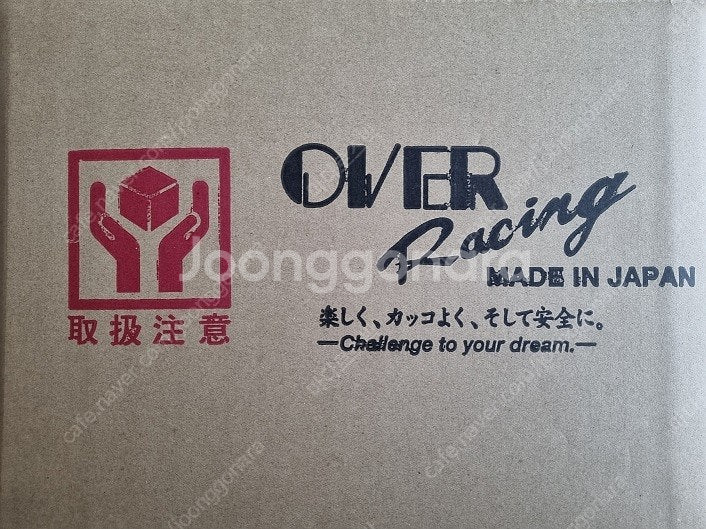 OVER
Racing
MADE IN JAPAN
楽しく、カッコよく、そして安全に。
—Challenge to your dream.—
取扱注意
Joonggonara